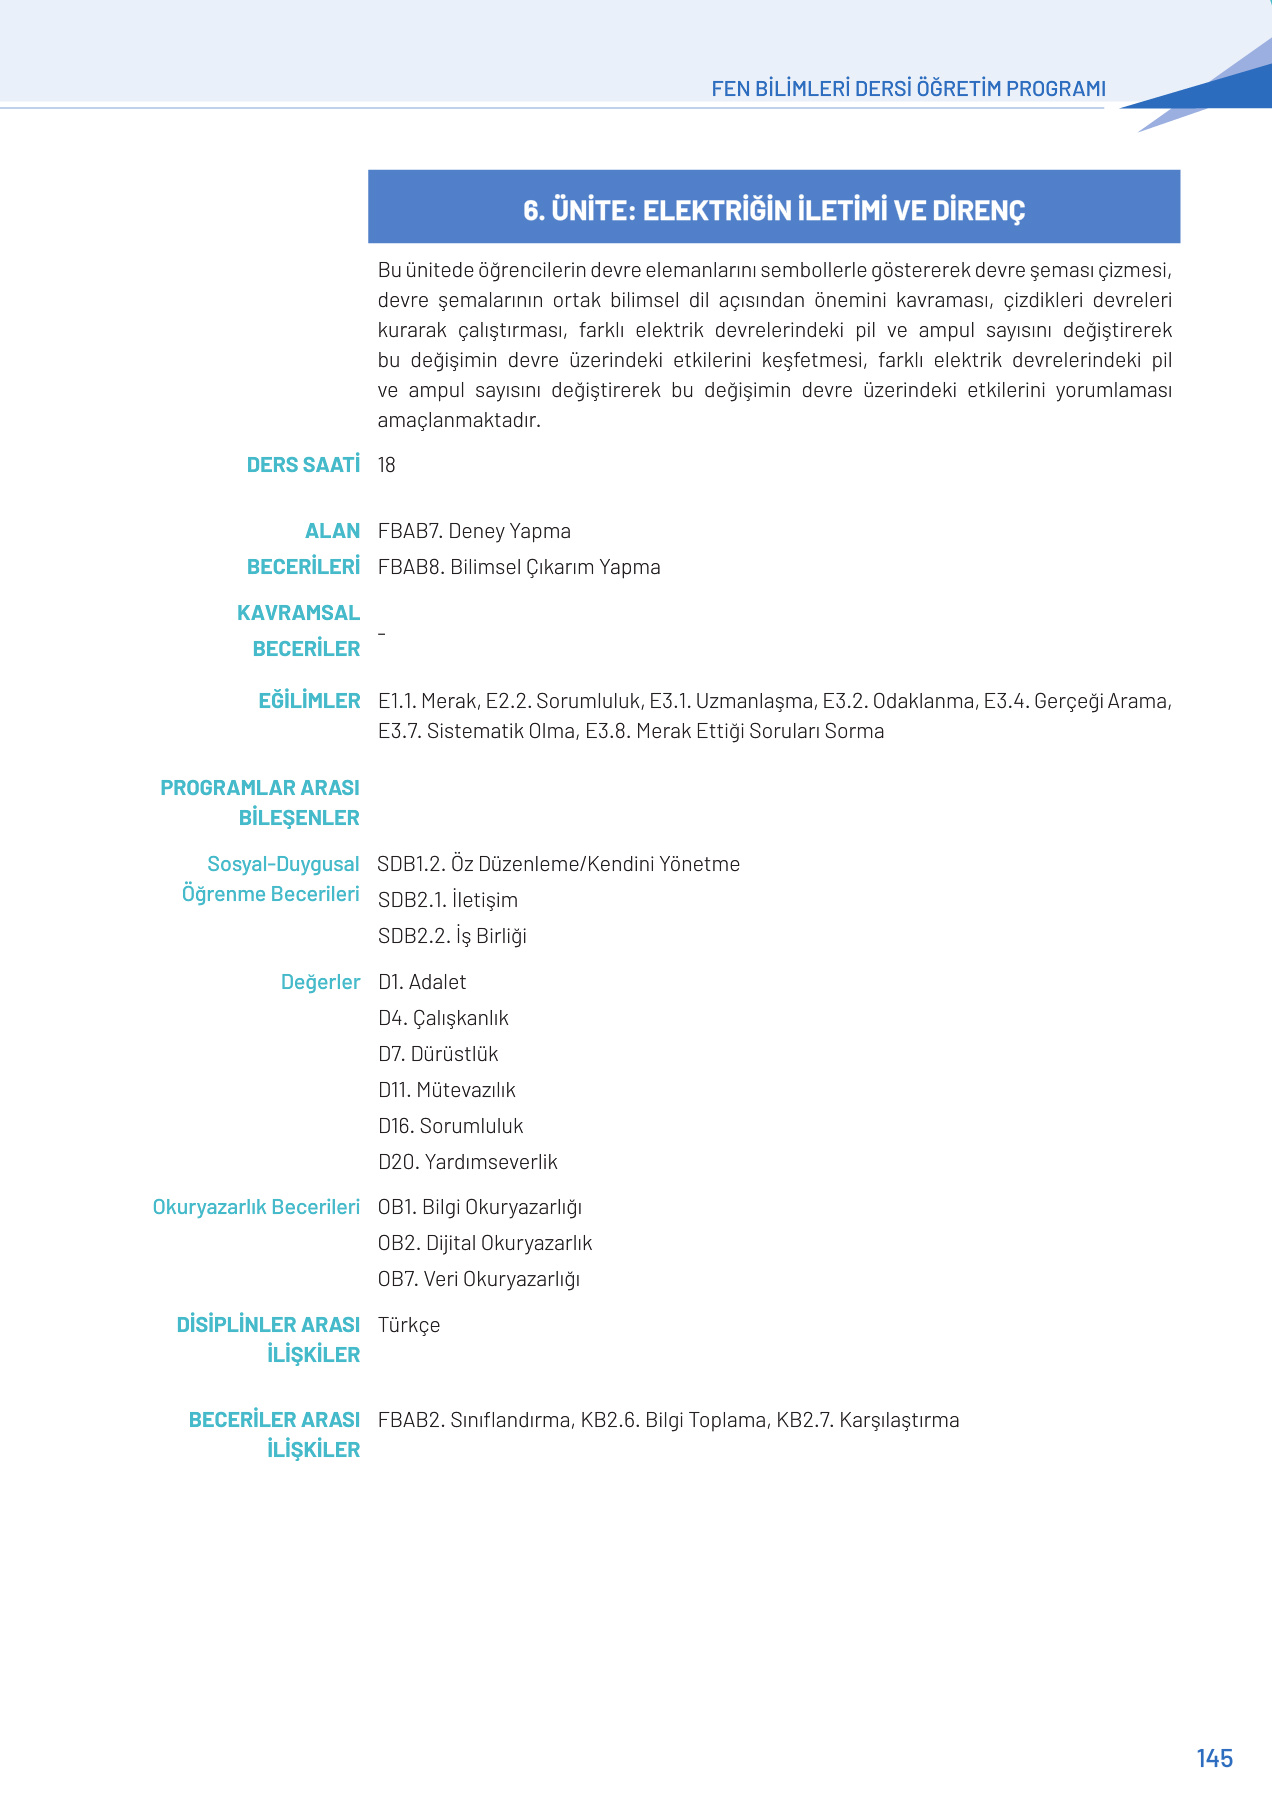 FEN BİLİMLERİ DERSİ ÖĞRETİM PROGRAMI
6. ÜNİTE: ELEKTRİĞİN İLETİMİ VE DİRENÇ
Bu ünitede öğrencilerin devre elemanlarını sembollerle göstererek devre şeması çizmesi,
devre şemalarının ortak bilimsel dil açısından önemini kavraması, çizdikleri devreleri
kurarak çalıştırması, farklı elektrik devrelerindeki pil ve ampul sayısını değiştirerek
bu değişimin devre üzerindeki etkilerini keşfetmesi, farklı elektrik devrelerindeki pil
ve ampul sayısını değiştirerek bu değişimin devre üzerindeki etkilerini yorumlaması
amaçlanmaktadır.
DERS SAATİ 18
ALAN FBAB7. Deney Yapma
BECERİLERİ FBAB8. Bilimsel Çıkarım Yapma
KAVRAMSAL
BECERİLER -
EĞİLİMLER E1.1. Merak, E2.2. Sorumluluk, E3.1. Uzmanlaşma, E3.2. Odaklanma, E3.4. Gerçeği Arama,
E3.7. Sistematik Olma, E3.8. Merak Ettiği Soruları Sorma
PROGRAMLAR ARASI
BİLEŞENLER
Sosyal-Duygusal SDB1.2. Öz Düzenleme/Kendini Yönetme
Öğrenme Becerileri SDB2.1. İletişim
SDB2.2. İş Birliği
Değerler D1. Adalet
D4. Çalışkanlık
D7. Dürüstlük
D11. Mütevazılık
D16. Sorumluluk
D20. Yardımseverlik
Okuryazarlık Becerileri OB1. Bilgi Okuryazarlığı
OB2. Dijital Okuryazarlık
OB7. Veri Okuryazarlığı
DİSİPLİNLER ARASI Türkçe
İLİŞKİLER
BECERİLER ARASI FBAB2. Sınıflandırma, KB2.6. Bilgi Toplama, KB2.7. Karşılaştırma
İLİŞKİLER
145